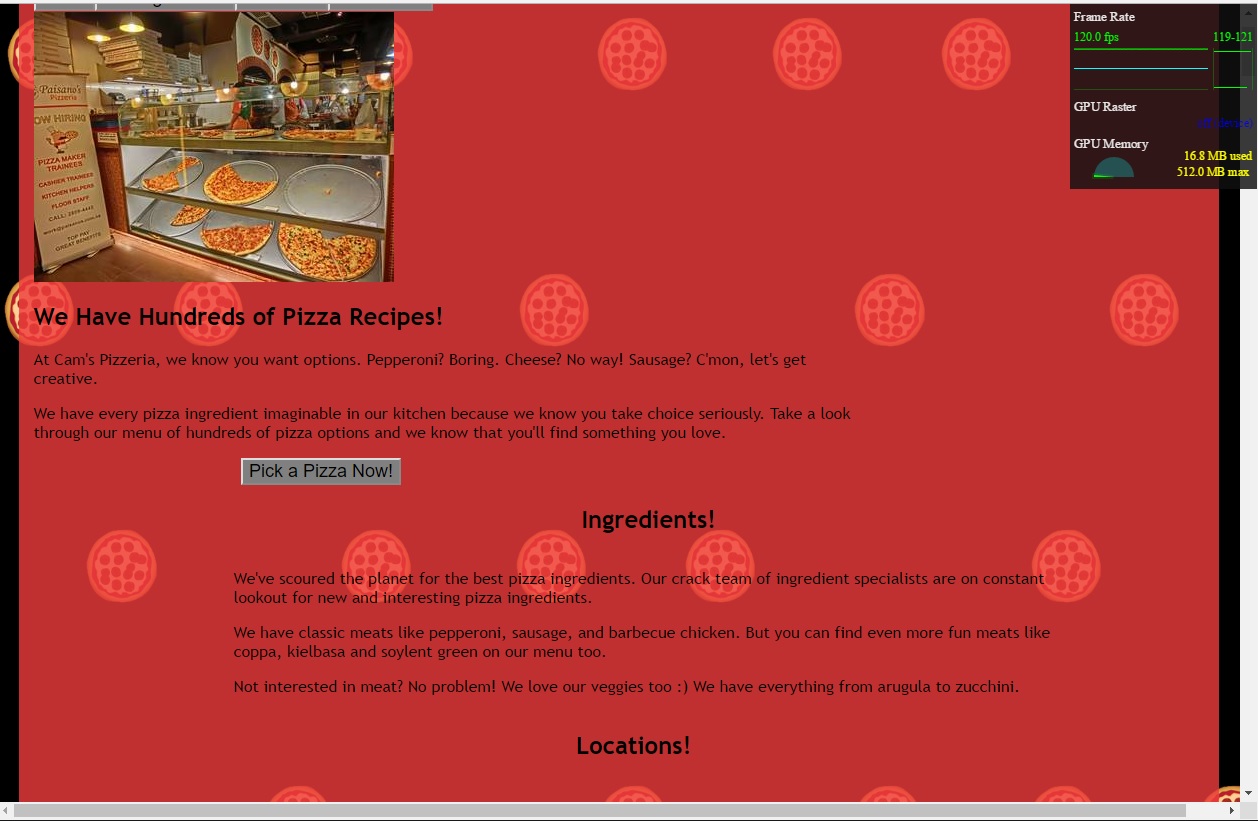 Paisano's
Pizzeria
OW HIRING
PIZZA MAKER
TRAINEES
CASHIER TRAINEES
KITCHEN HELPERS
FLOOR STAFF
TOP PAY
GREAT BENEFITS
Frame Rate
120.0 fps 119-121
GPU Raster
GPU Memory
16.8 MB used
512.0 MB max
We Have Hundreds of Pizza Recipes!
At Cam's Pizzeria, we know you want options. Pepperoni? Boring. Cheese? No way! Sausage? C'mon, let's get
creative.
We have every pizza ingredient imaginable in our kitchen because we know you take choice seriously. Take a look
through our menu of hundreds of pizza options and we know that you'll find something you love.
Pick a Pizza Now!
Ingredients!
We've scoured the planet for the best pizza ingredients. Our crack team of ingredient specialists are on constant
lookout for new and interesting pizza ingredients.
We have classic meats like pepperoni, sausage, and barbecue chicken. But you can find even more fun meats like
coppa, kielbasa and soylent green on our menu too.
Not interested in meat? No problem! We love our veggies too :) We have everything from arugula to zucchini.
Locations!